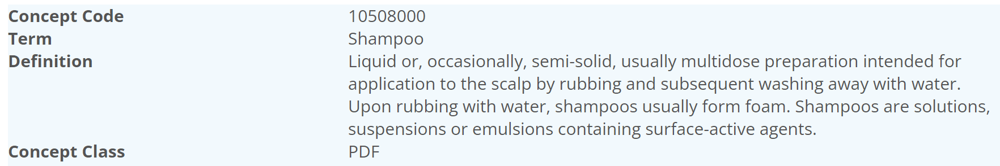 Concept Code 10508000
Term Shampoo
Definition Liquid or, occasionally, semi-solid, usually multidose preparation intended for
application to the scalp by rubbing and subsequent washing away with water.
Upon rubbing with water, shampoos usually form foam. Shampoos are solutions,
suspensions or emulsions containing surface-active agents.
Concept Class PDF